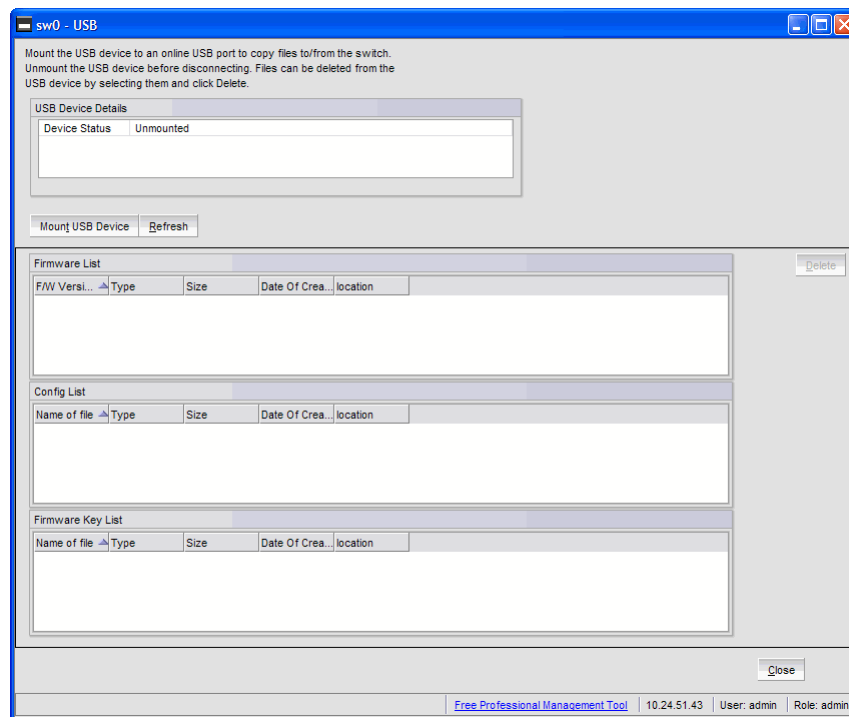 sw0 - USB
Mount the USB device to an online USB port to copy files to/from the switch.
Unmount the USB device before disconnecting. Files can be deleted from the
USB device by selecting them and click Delete.
USB Device Details
Device Status Unmounted
Mount USB Device Refresh
Firmware List
Delete
F/W Versi... Type Size Date Of Crea... location
Config List
Name of file Type Size Date Of Crea... location
Firmware Key List
Name of file Type Size Date Of Crea... location
Close
Free Professional Management Tool 10.24.51.43 User: admin Role: admin